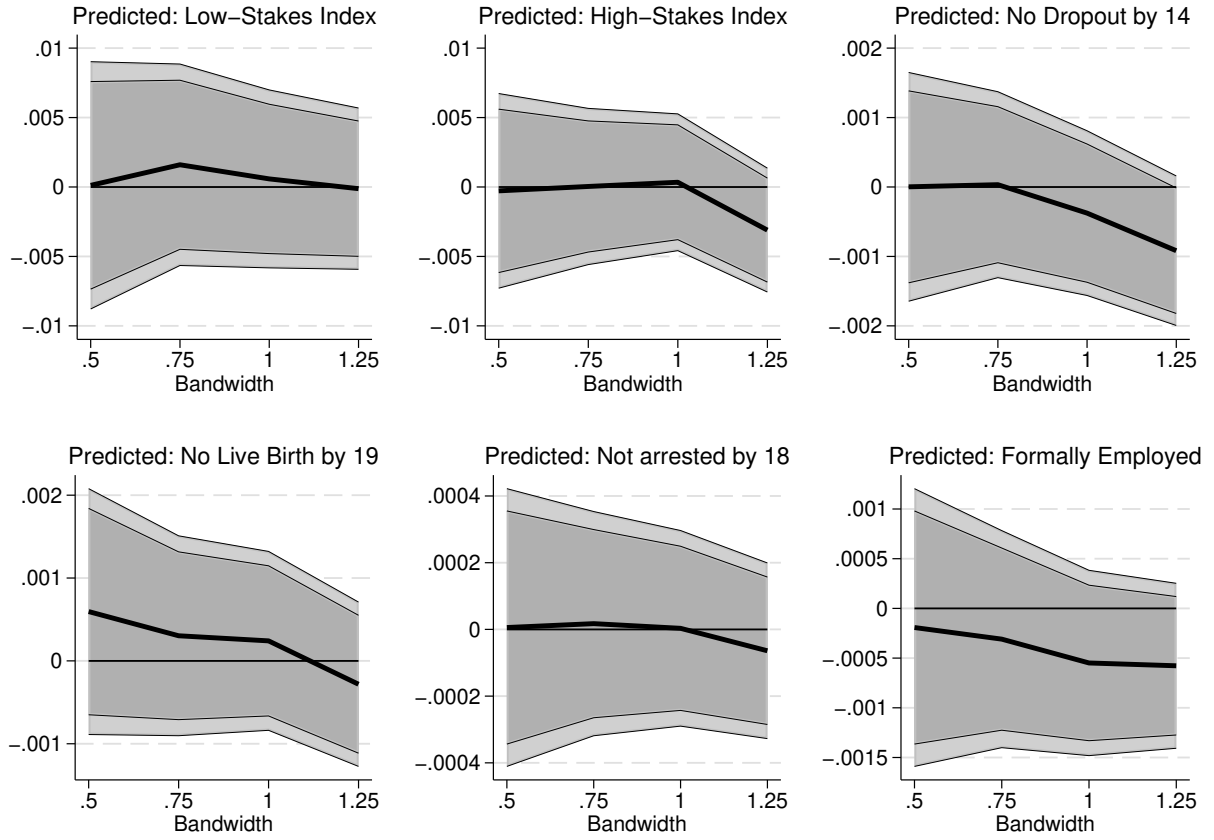 Predicted: Low−Stakes Index
.01
.005
0
−.005
−.01
.5 .75 1 1.25
Bandwidth
Predicted: High−Stakes Index
.01
.005
0
−.005
−.01
.5 .75 1 1.25
Bandwidth
Predicted: No Dropout by 14
.002
.001
0
−.001
−.002
.5 .75 1 1.25
Bandwidth
Predicted: No Live Birth by 19
.002
.001
0
−.001
.5 .75 1 1.25
Bandwidth
Predicted: Not arrested by 18
.0004
.0002
0
−.0002
−.0004
.5 .75 1 1.25
Bandwidth
Predicted: Formally Employed
.001
.0005
0
−.0005
−.001
−.0015
.5 .75 1 1.25
Bandwidth